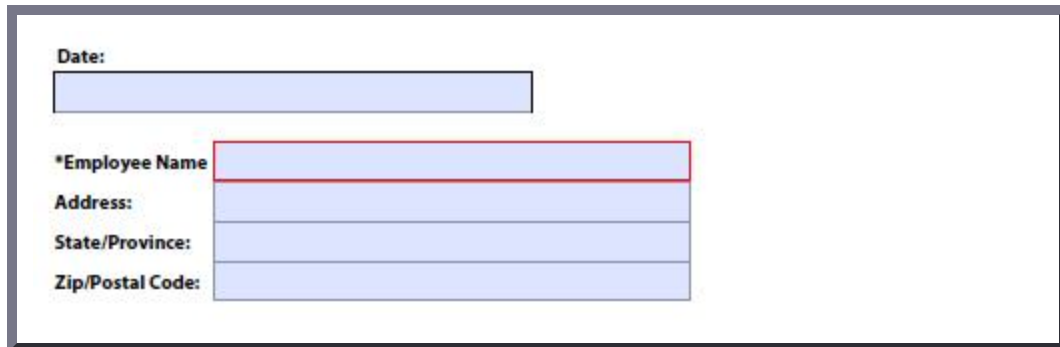 Date:
*Employee Name
Address:
State/Province:
Zip/Postal Code: